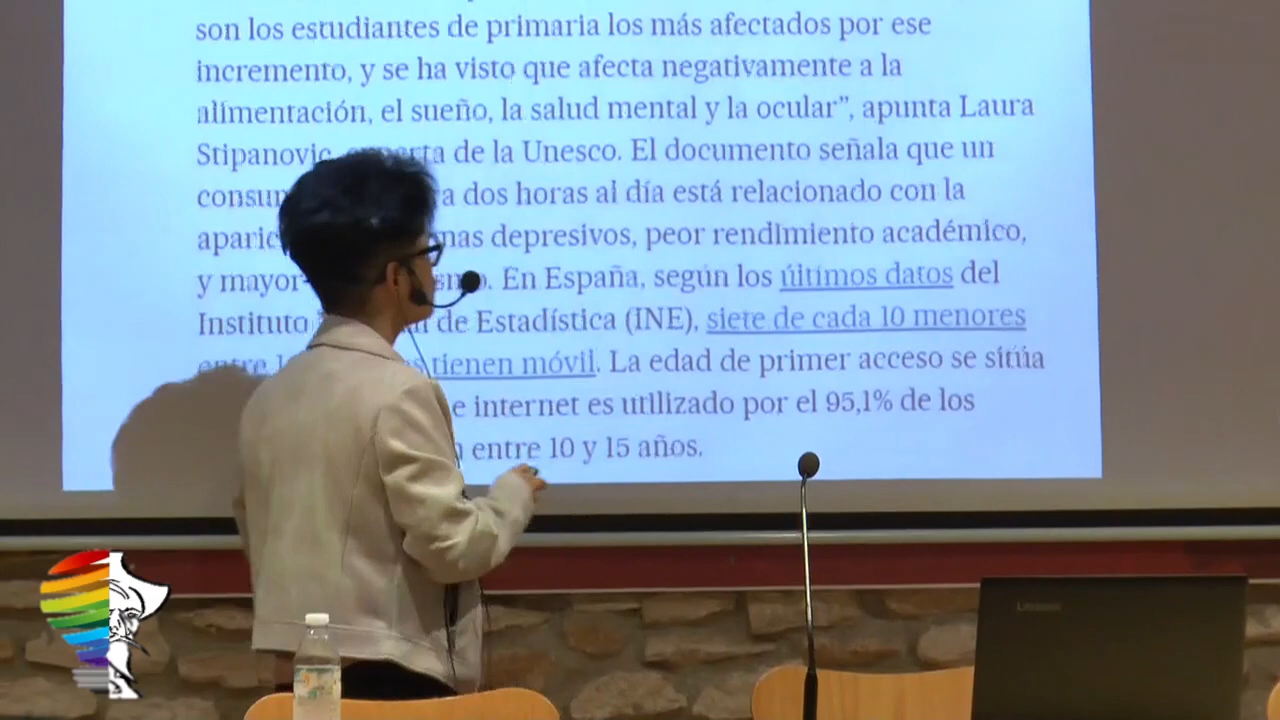 son los estudiantes de primaria los más afectados por ese
incremento, y se ha visto que afecta negativamente a la
alimentación, el sueño, la salud mental y la ocular”, apunta Laura
Stipanovic, de la Unesco. El documento señala que un
a dos horas al día está relacionado con la
depresivos, peor rendimiento académico,
y mayor . En España, según los últimos datos del
Instituto de Estadística (INE), siete de cada 10 menores
entre tienen móvil. La edad de primer acceso se sitúa
e internet es utilizado por el 95,1% de los
entre 10 y 15 años.
Lenovo